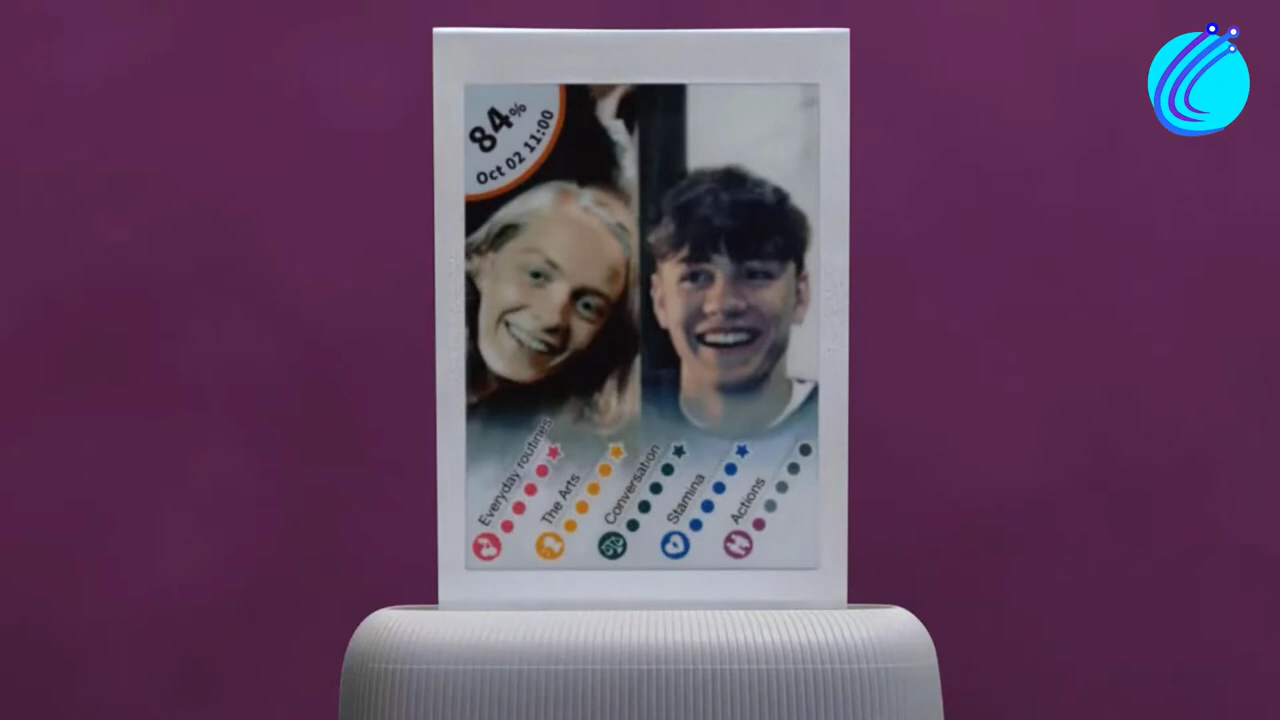 84%
Oct 02 11:00
Everyday routines
The Arts
Conversation
Stamina
Actions